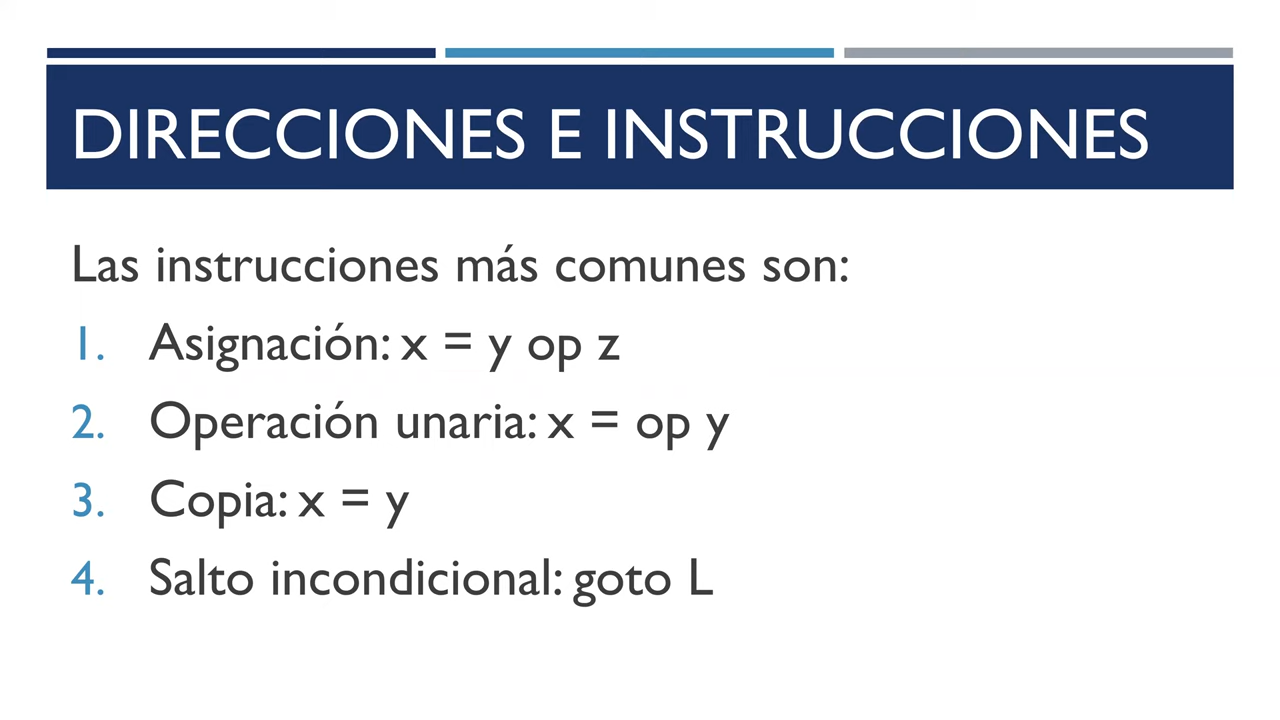 DIRECCIONES E INSTRUCCIONES
Las instrucciones más comunes son:
1. Asignación: x = y op z
2. Operación unaria: x = op y
3. Copia: x = y
4. Salto incondicional: goto L